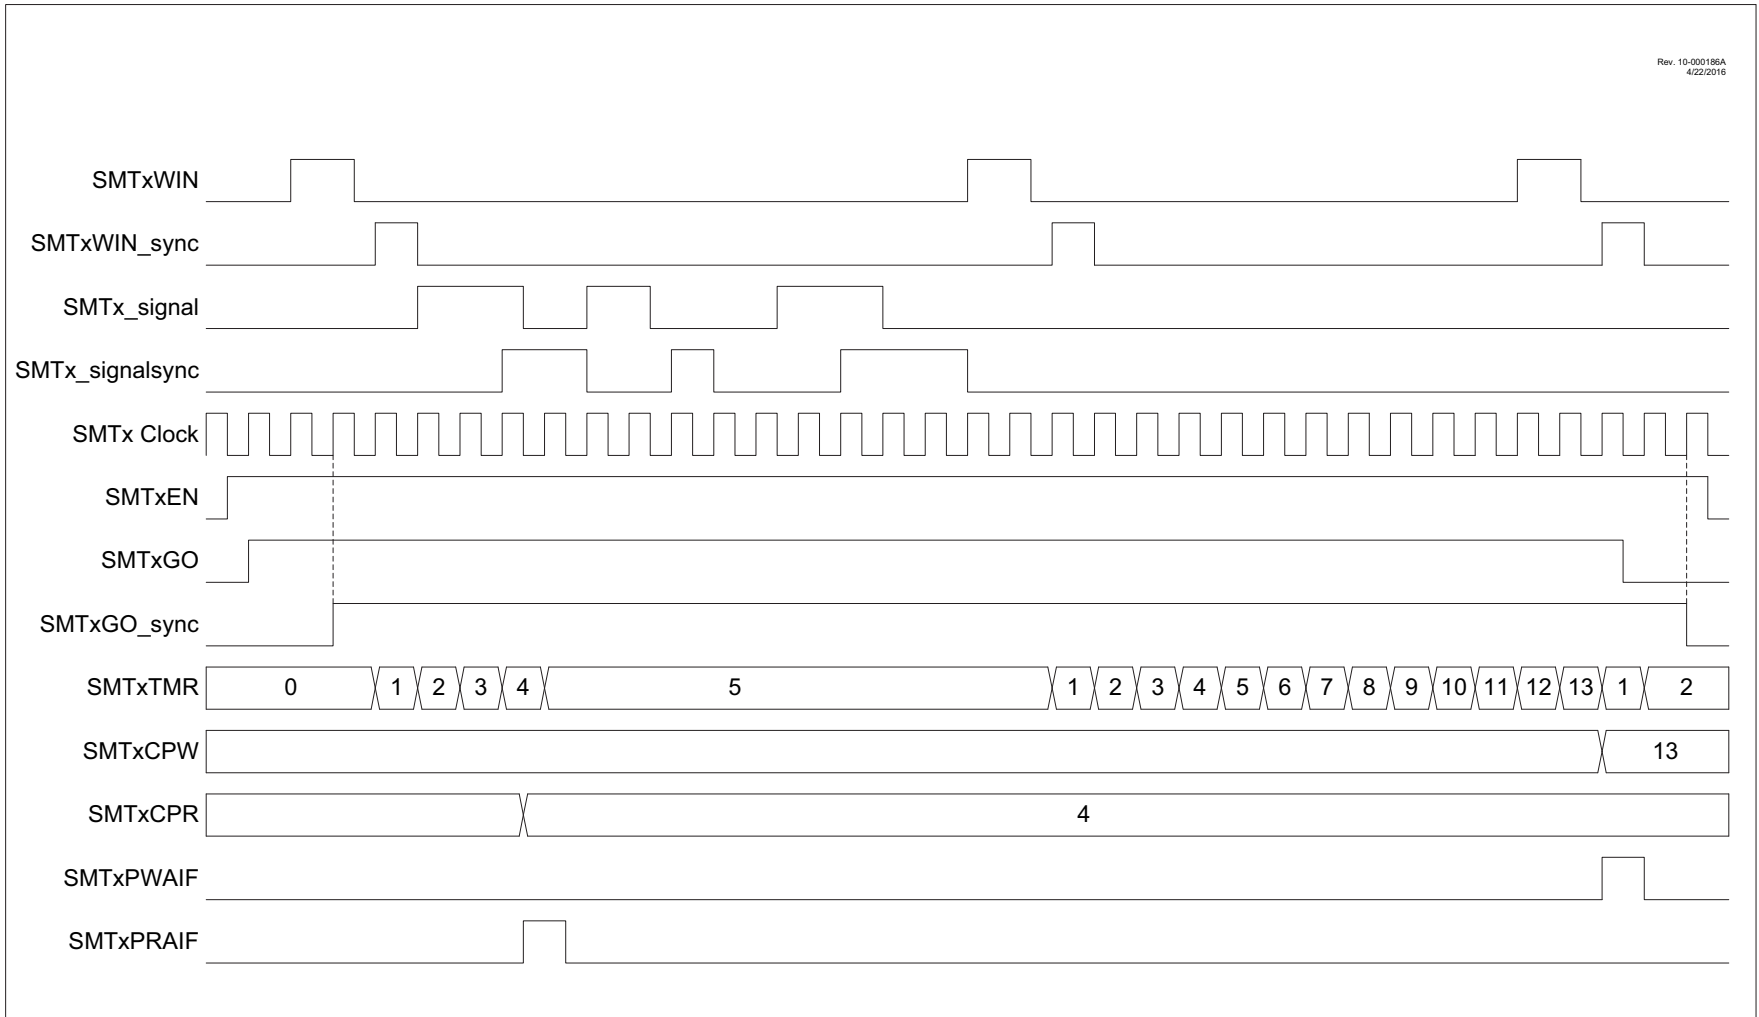 Rev. 10-000186A
4/22/2016
SMTxWIN
SMTxWIN_sync
SMTx_signal
SMTx_signalsync
SMTx Clock
SMTxEN
SMTxGO
SMTxGO_sync
SMTxTMR 0 1 2 3 4 5 1 2 3 4 5 6 7 8 9 10 11 12 13 1 2
SMTxCPW 13
SMTxCPR 4
SMTxPWAIF
SMTxPRAIF